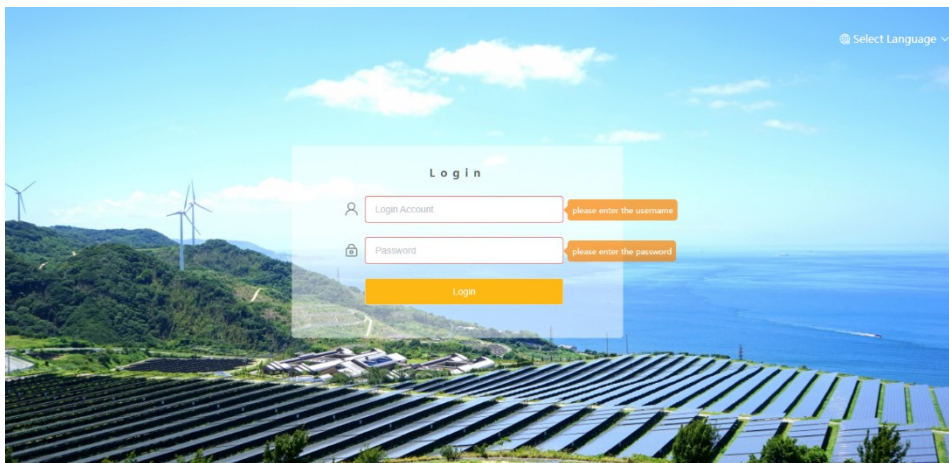 Select Language
Login
Login Account
please enter the username
Password
please enter the password
Login